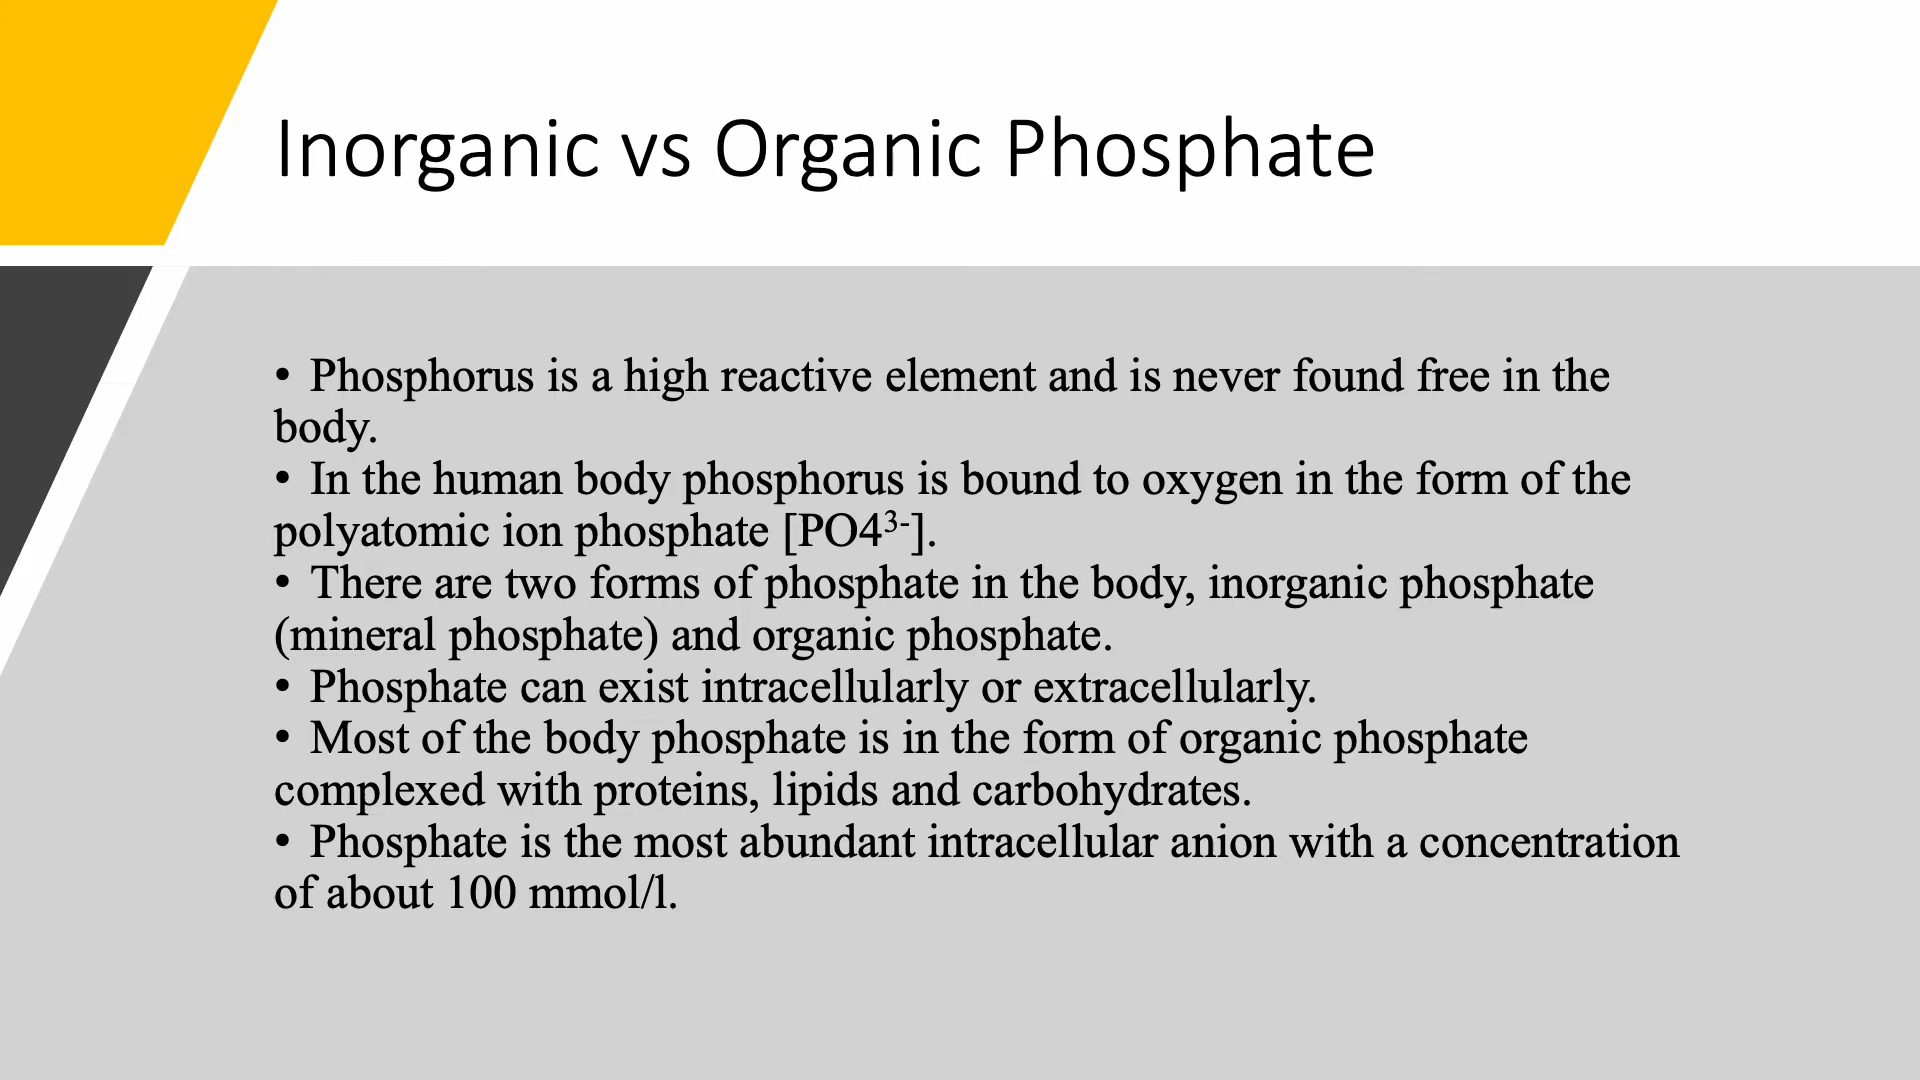 Inorganic vs Organic Phosphate
• Phosphorus is a high reactive element and is never found free in the
body.
• In the human body phosphorus is bound to oxygen in the form of the
polyatomic ion phosphate [PO4³⁻].
• There are two forms of phosphate in the body, inorganic phosphate
(mineral phosphate) and organic phosphate.
• Phosphate can exist intracellularly or extracellularly.
• Most of the body phosphate is in the form of organic phosphate
complexed with proteins, lipids and carbohydrates.
• Phosphate is the most abundant intracellular anion with a concentration
of about 100 mmol/l.